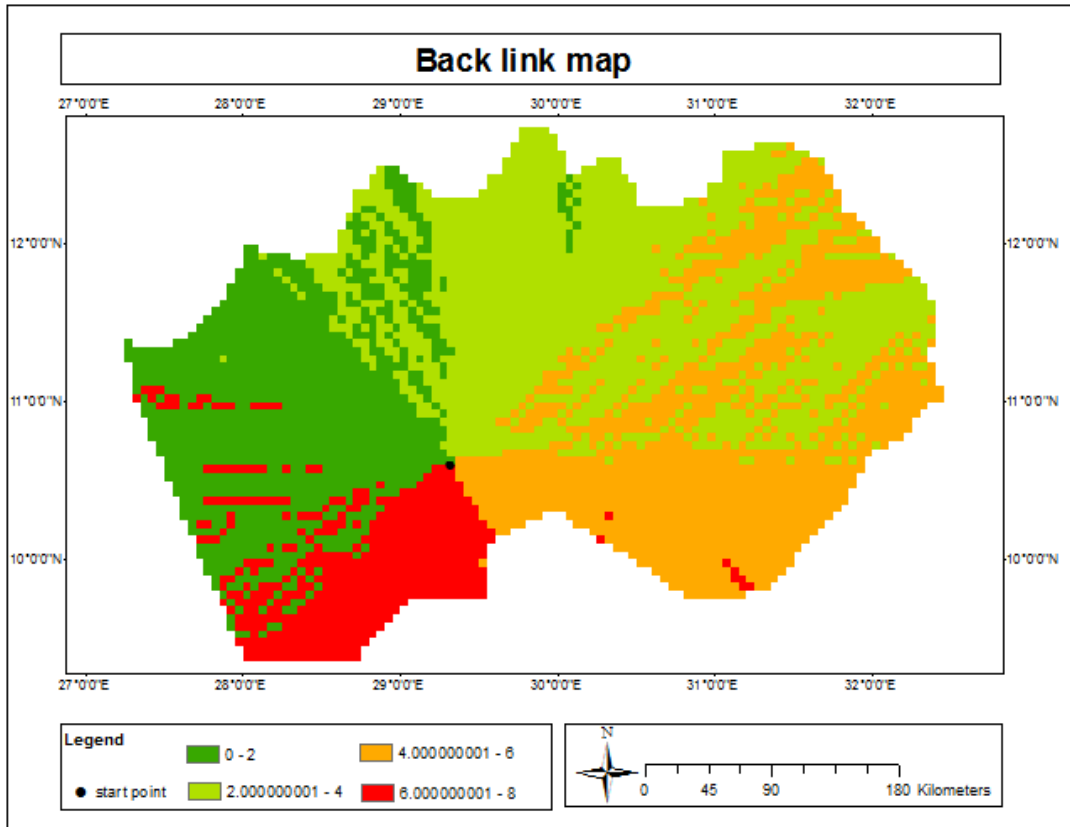 Back link map
27°0'0"E 28°0'0"E 29°0'0"E 30°0'0"E 31°0'0"E 32°0'0"E
12°0'0"N 12°0'0"N
11°0'0"N 11°0'0"N
10°0'0"N 10°0'0"N
27°0'0"E 28°0'0"E 29°0'0"E 30°0'0"E 31°0'0"E 32°0'0"E
Legend
0 - 2 4.000000001 - 6
start point 2.000000001 - 4 6.000000001 - 8
N
0 45 90 180 Kilometers